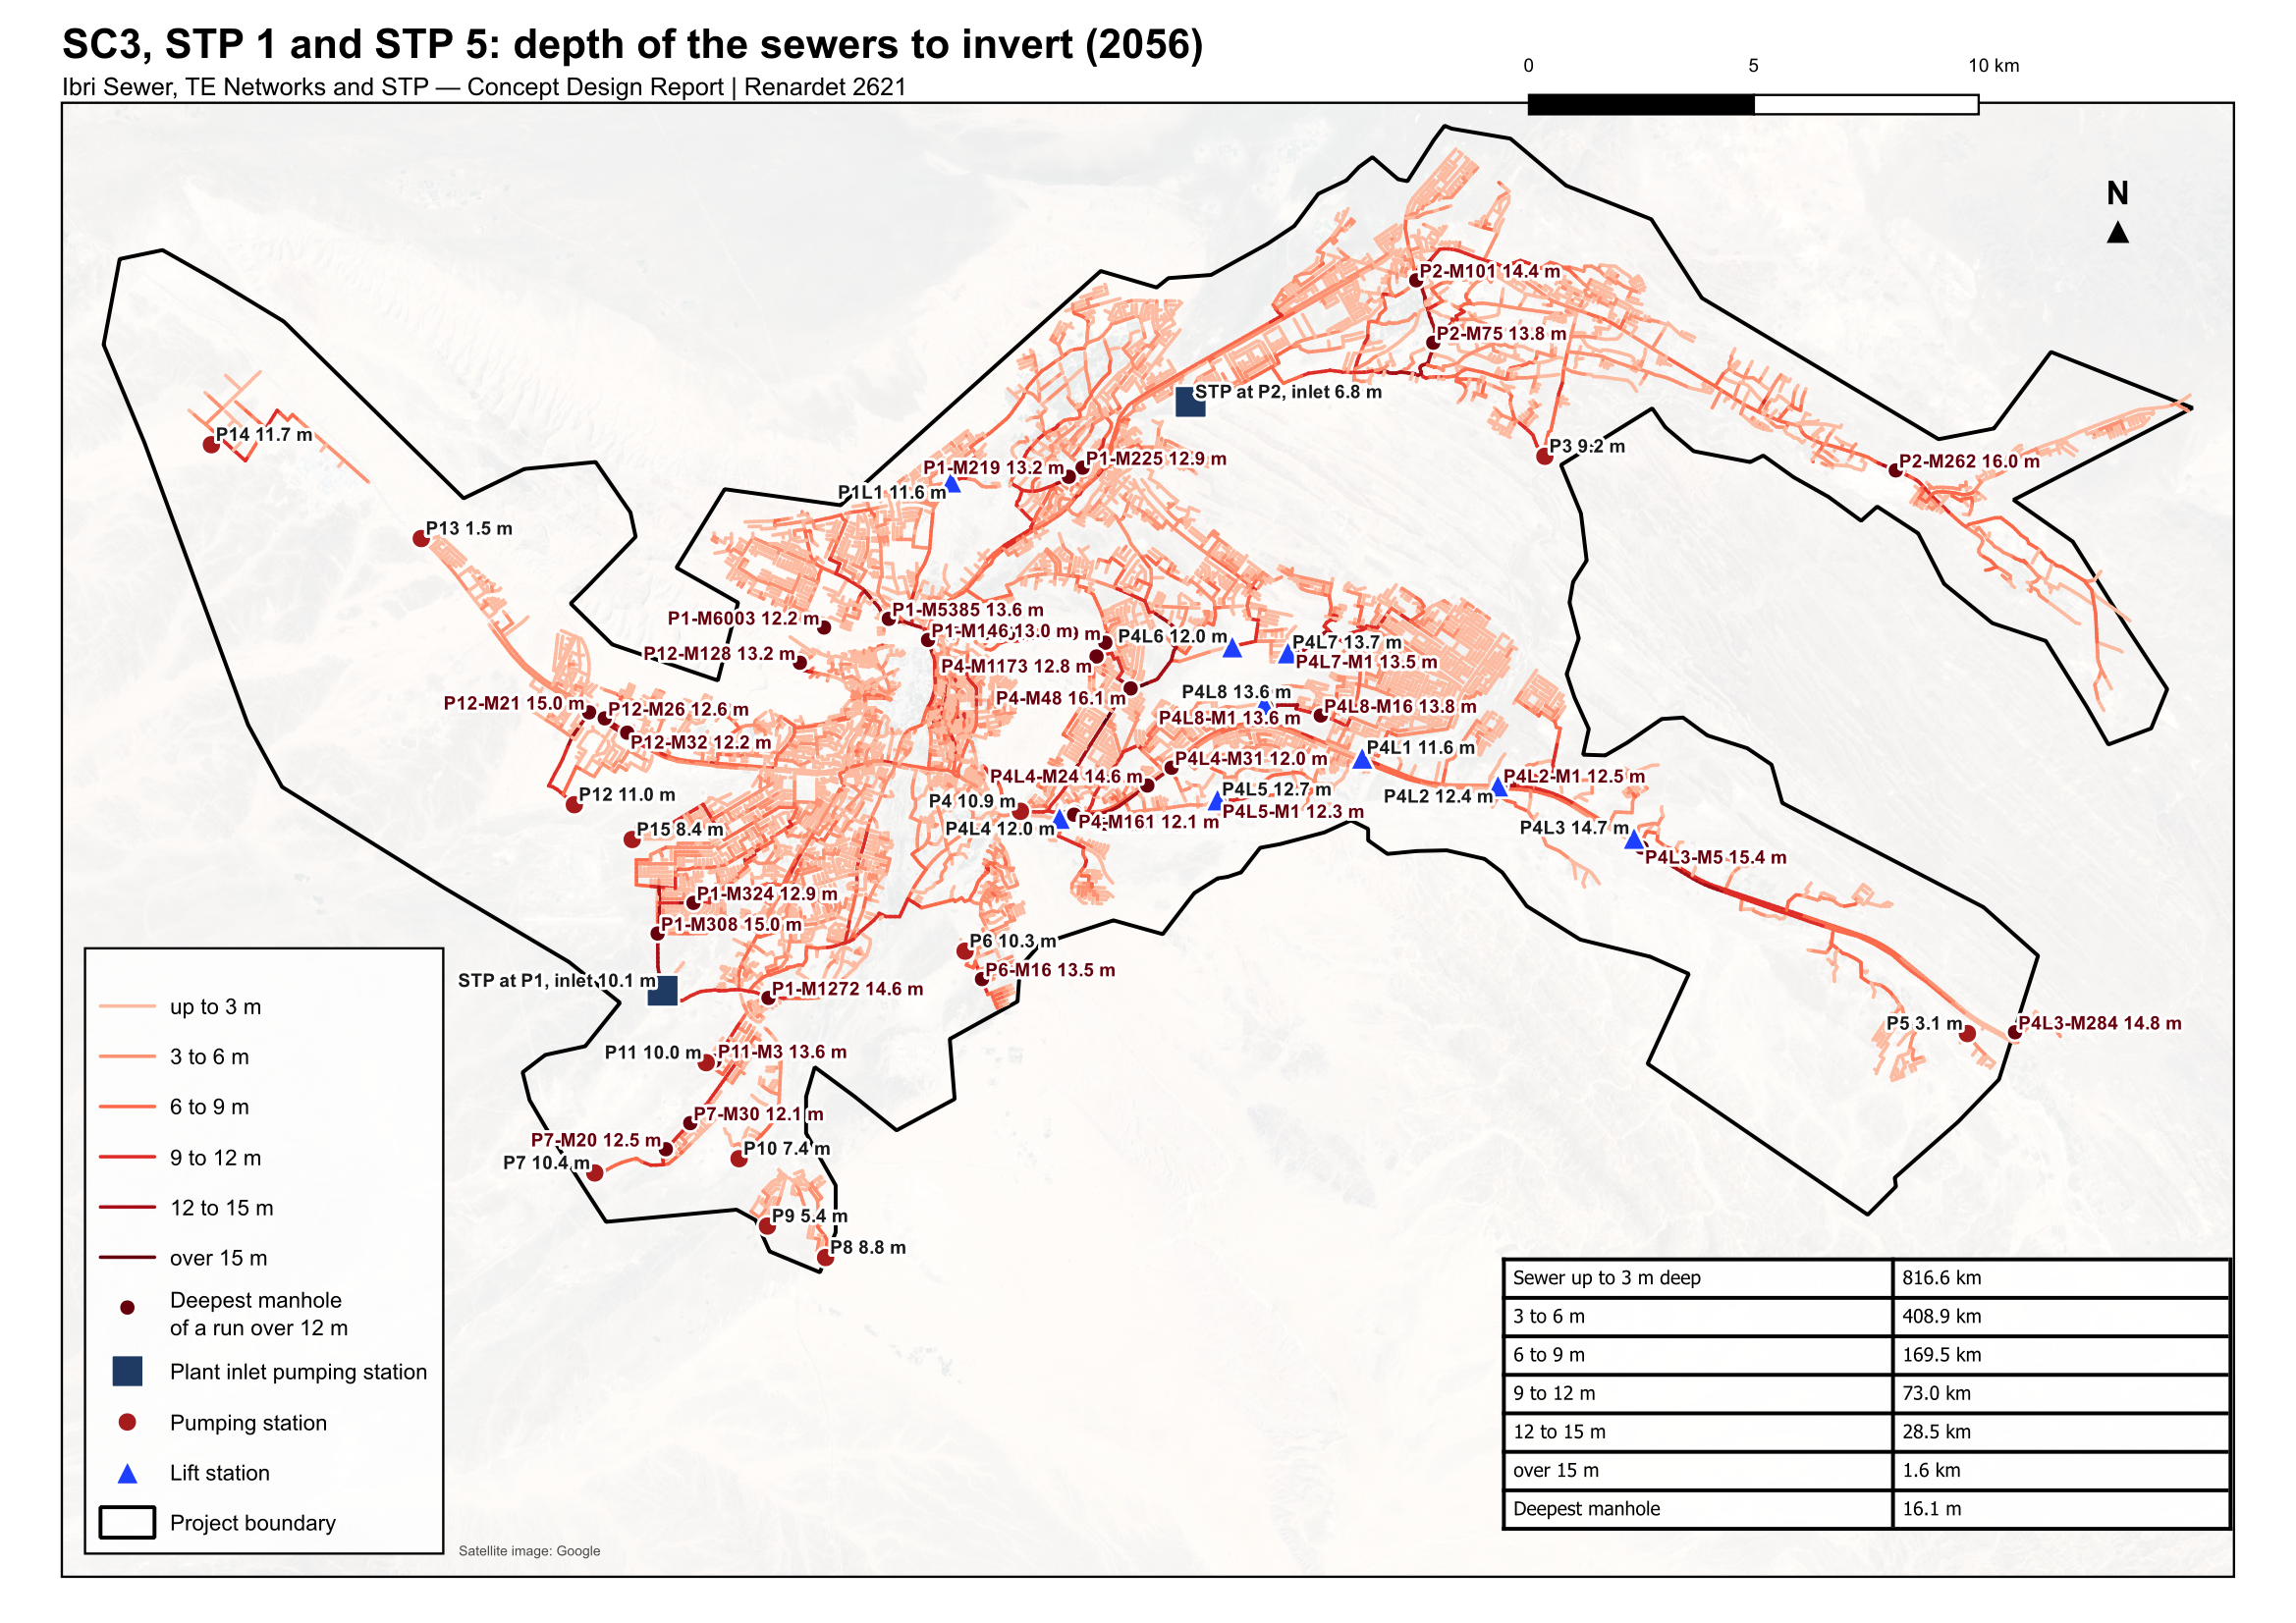 SC3, STP 1 and STP 5: depth of the sewers to invert (2056)
Ibri Sewer, TE Networks and STP — Concept Design Report | Renardet 2621
0 5 10 km
N
P2-M101 14.4 m
P2-M75 13.8 m
STP at P2, inlet 6.8 m
P14 11.7 m
P3 9.2 m
P1-M225 12.9 m
P1-M219 13.2 m
P2-M262 16.0 m
P1L1 11.6 m
P13 1.5 m
P1-M5385 13.6 m
P1-M6003 12.2 m
P1-M146 13.0 m
P4L6 12.0 m
P4L7 13.7 m
P12-M128 13.2 m
P4-M1173 12.8 m
P4L7-M1 13.5 m
P4L8 13.6 m
P4-M48 16.1 m
P12-M21 15.0 m
P12-M26 12.6 m
P4L8-M16 13.8 m
P4L8-M1 13.6 m
P12-M32 12.2 m
P4L1 11.6 m
P4L4-M31 12.0 m
P4L4-M24 14.6 m
P4L2-M1 12.5 m
P12 11.0 m
P4 10.9 m
P4L5 12.7 m
P4L2 12.4 m
P4L5-M1 12.3 m
P4-M161 12.1 m
P15 8.4 m
P4L4 12.0 m
P4L3 14.7 m
P4L3-M5 15.4 m
P1-M324 12.9 m
P1-M308 15.0 m
P6 10.3 m
P6-M16 13.5 m
STP at P1, inlet 10.1 m
P1-M1272 14.6 m
P5 3.1 m
P4L3-M284 14.8 m
P11 10.0 m
P11-M3 13.6 m
P7-M30 12.1 m
P7-M20 12.5 m
P10 7.4 m
P7 10.4 m
P9 5.4 m
P8 8.8 m
up to 3 m
3 to 6 m
6 to 9 m
9 to 12 m
12 to 15 m
over 15 m
Deepest manhole
of a run over 12 m
Plant inlet pumping station
Pumping station
Lift station
Project boundary
Satellite image: Google
Sewer up to 3 m deep 816.6 km
3 to 6 m 408.9 km
6 to 9 m 169.5 km
9 to 12 m 73.0 km
12 to 15 m 28.5 km
over 15 m 1.6 km
Deepest manhole 16.1 m